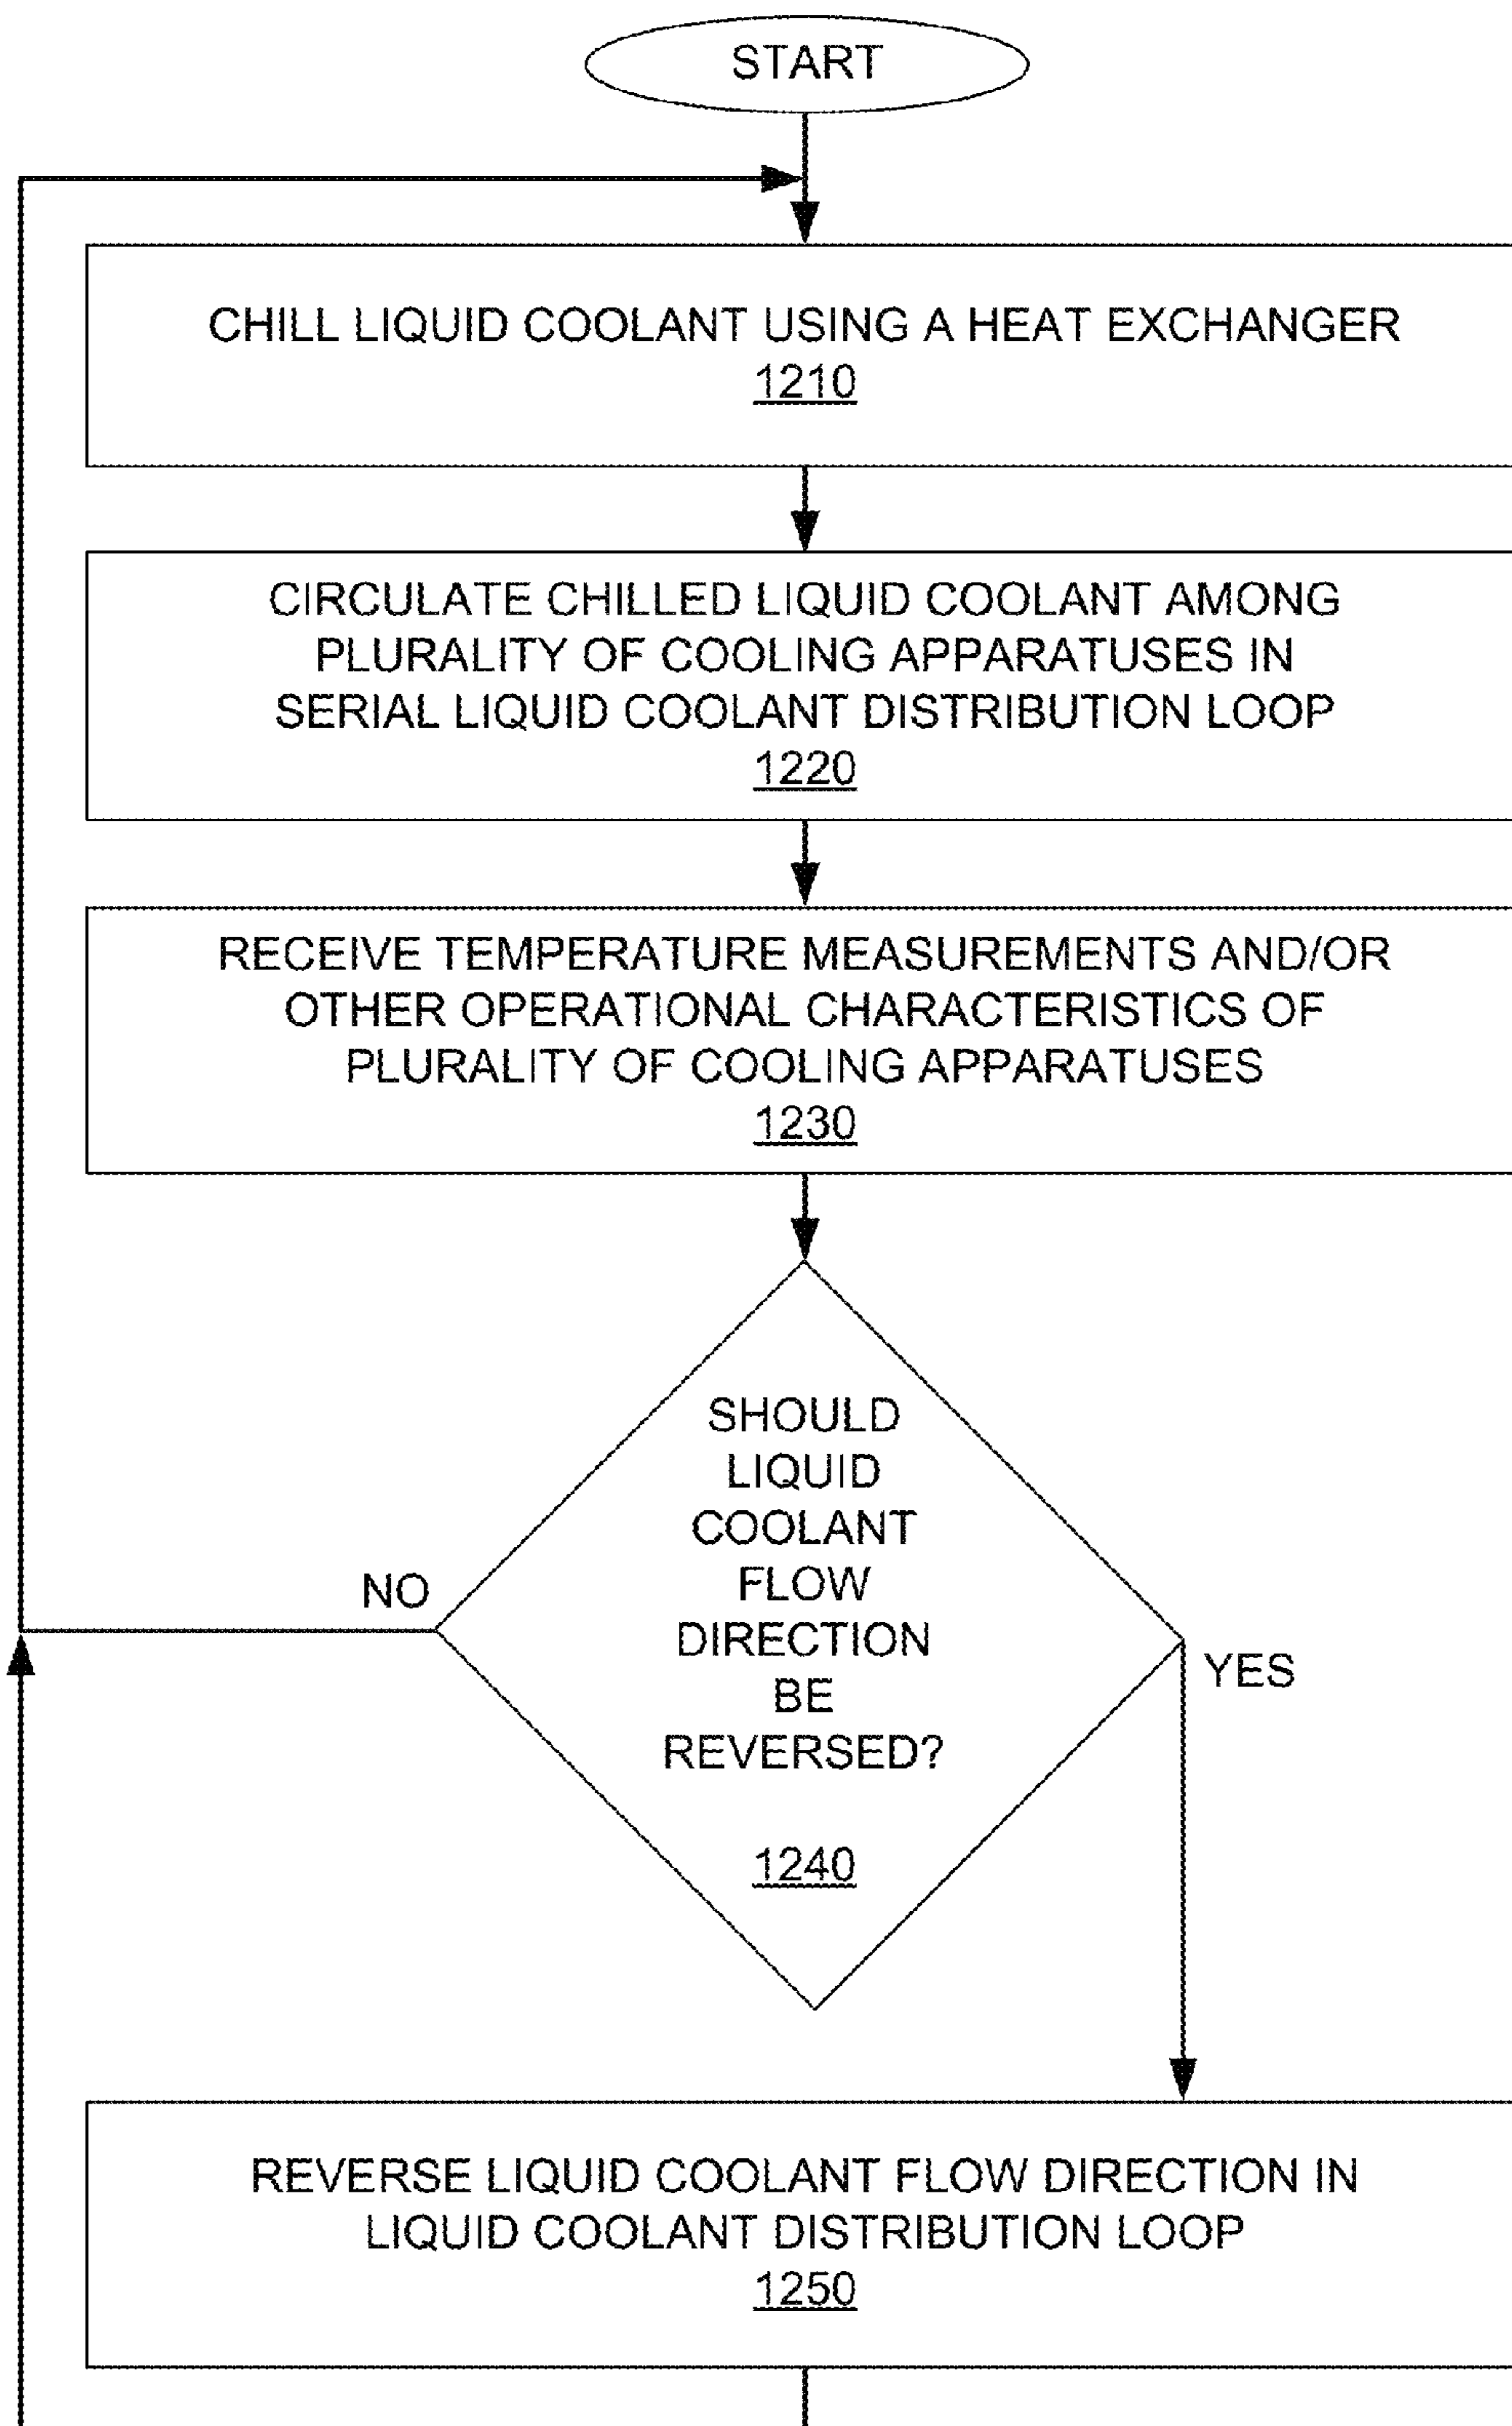 START
CHILL LIQUID COOLANT USING A HEAT EXCHANGER
1210
CIRCULATE CHILLED LIQUID COOLANT AMONG
PLURALITY OF COOLING APPARATUSES IN
SERIAL LIQUID COOLANT DISTRIBUTION LOOP
1220
RECEIVE TEMPERATURE MEASUREMENTS AND/OR
OTHER OPERATIONAL CHARACTERISTICS OF
PLURALITY OF COOLING APPARATUSES
1230
SHOULD
LIQUID
COOLANT
FLOW
DIRECTION
BE
REVERSED?
1240
NO
YES
REVERSE LIQUID COOLANT FLOW DIRECTION IN
LIQUID COOLANT DISTRIBUTION LOOP
1250